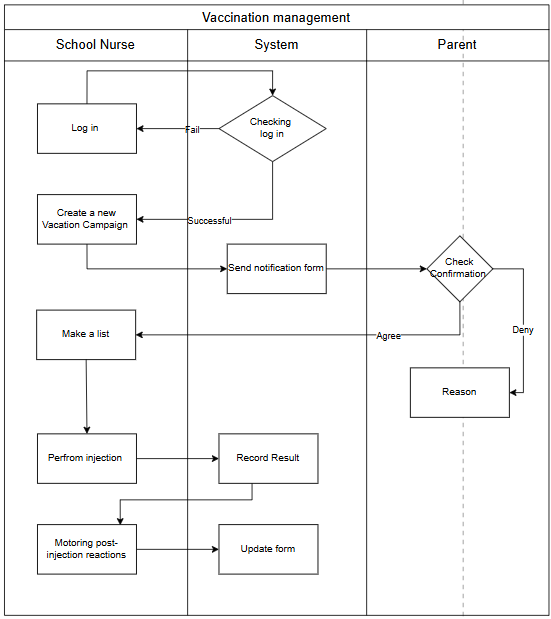 Vaccination management
School Nurse
System
Parent
Checking
log in
Log in
Fail
Create a new
Vacation Campaign
Successful
Send notification form
Check
Confirmation
Deny
Make a list
Agree
Reason
Perfrom injection
Record Result
Motoring post-
injection reactions
Update form